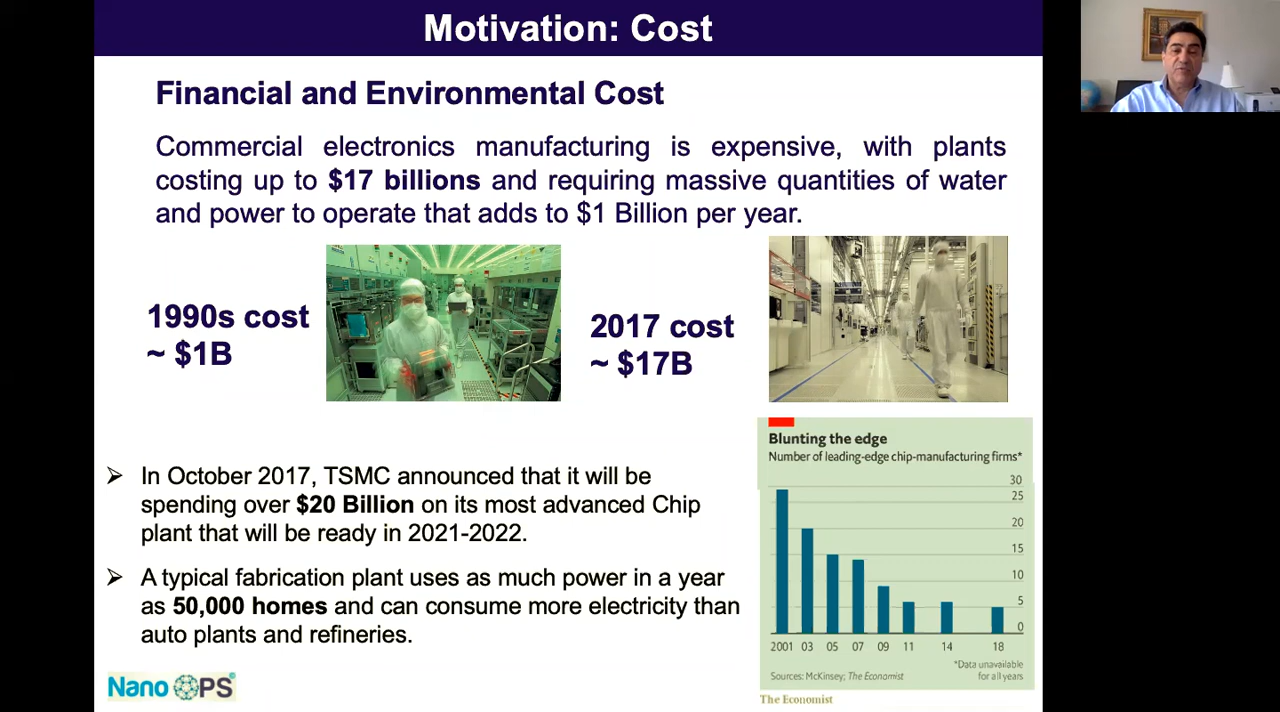 Motivation: Cost
Financial and Environmental Cost
Commercial electronics manufacturing is expensive, with plants
costing up to $17 billions and requiring massive quantities of water
and power to operate that adds to $1 Billion per year.
1990s cost
~ $1B
2017 cost
~ $17B
In October 2017, TSMC announced that it will be
spending over $20 Billion on its most advanced Chip
plant that will be ready in 2021-2022.
A typical fabrication plant uses as much power in a year
as 50,000 homes and can consume more electricity than
auto plants and refineries.
Blunting the edge
Number of leading-edge chip-manufacturing firms*
30
25
20
15
10
5
0
2001 03 05 07 09 11 14 18
*Data unavailable
for all years
Sources: McKinsey; The Economist
The Economist
Nano OPS